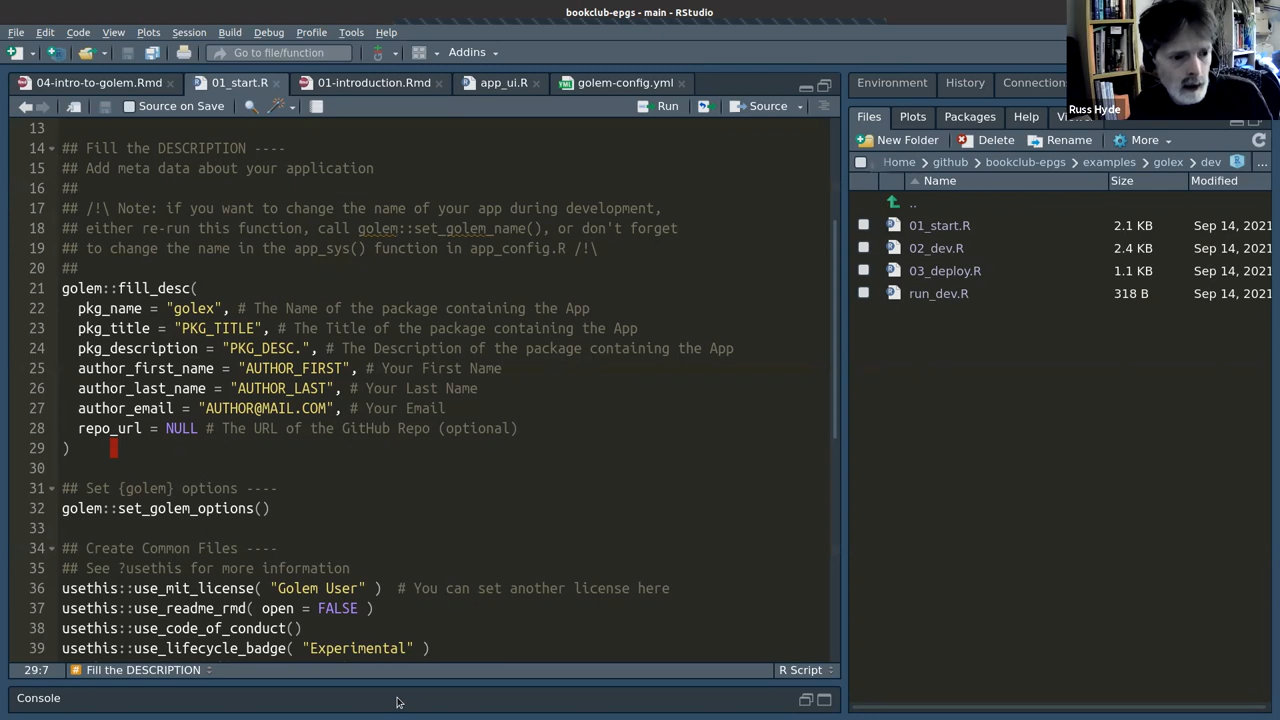 bookclub-epgs - main - RStudio
File Edit Code View Plots Session Build Debug Profile Tools Help
Go to file/function Addins
04-intro-to-golem.Rmd 01_start.R 01-introduction.Rmd app_ui.R golem-config.yml
Source on Save Run Source
13
14 ## Fill the DESCRIPTION ----
15 ## Add meta data about your application
16 ##
17 ## /!\ Note: if you want to change the name of your app during development,
18 ## either re-run this function, call golem::set_golem_name(), or don't forget
19 ## to change the name in the app_sys() function in app_config.R /!\
20 ##
21 golem::fill_desc(
22 pkg_name = "golex", # The Name of the package containing the App
23 pkg_title = "PKG_TITLE", # The Title of the package containing the App
24 pkg_description = "PKG_DESC.", # The Description of the package containing the App
25 author_first_name = "AUTHOR_FIRST", # Your First Name
26 author_last_name = "AUTHOR_LAST", # Your Last Name
27 author_email = "AUTHOR@MAIL.COM", # Your Email
28 repo_url = NULL # The URL of the GitHub Repo (optional)
29 )
30
31 ## Set {golem} options ----
32 golem::set_golem_options()
33
34 ## Create Common Files ----
35 ## See ?usethis for more information
36 usethis::use_mit_license( "Golem User" )  # You can set another license here
37 usethis::use_readme_rmd( open = FALSE )
38 usethis::use_code_of_conduct()
39 usethis::use_lifecycle_badge( "Experimental" )
29:7 # Fill the DESCRIPTION R Script
Console
Environment History Connection
Russ Hyde
Files Plots Packages Help
New Folder Delete Rename More
Home github bookclub-epgs examples golex dev ...
Name Size Modified
..
01_start.R 2.1 KB Sep 14, 2021
02_dev.R 2.4 KB Sep 14, 2021
03_deploy.R 1.1 KB Sep 14, 2021
run_dev.R 318 B Sep 14, 2021